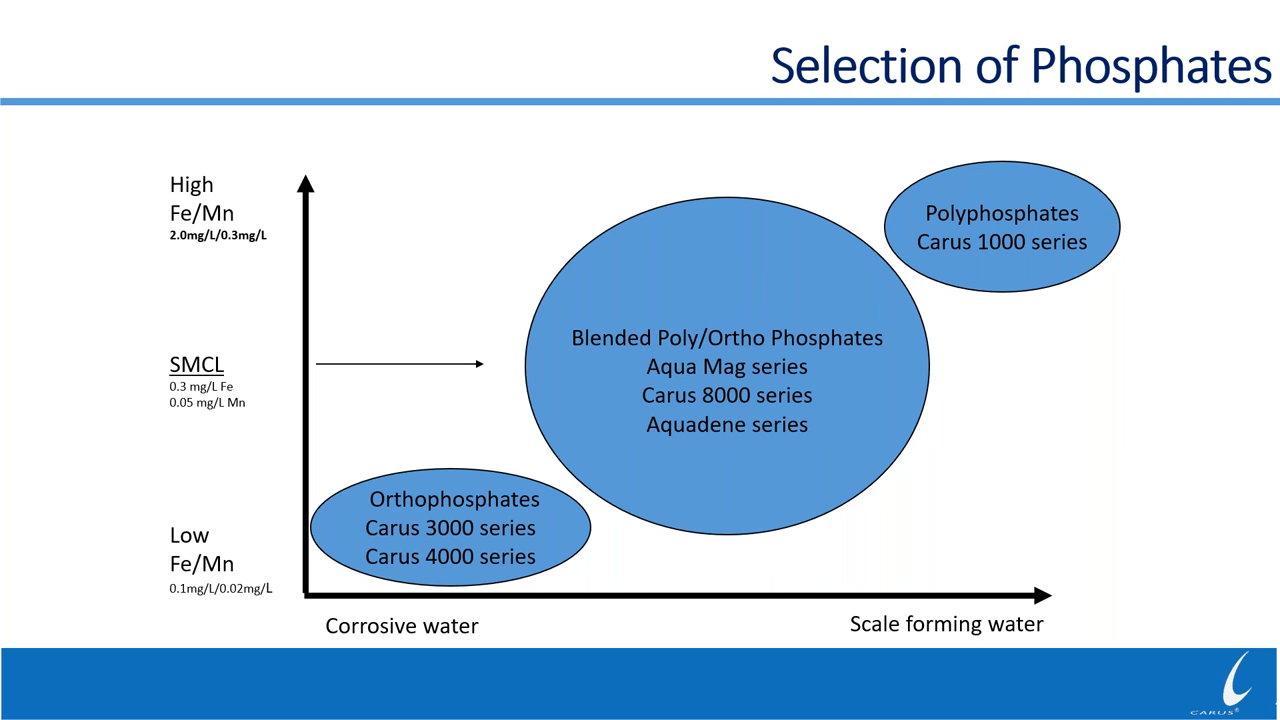 Selection of Phosphates
High
Fe/Mn
2.0mg/L/0.3mg/L
Polyphosphates
Carus 1000 series
Blended Poly/Ortho Phosphates
Aqua Mag series
Carus 8000 series
Aquadene series
SMCL
0.3 mg/L Fe
0.05 mg/L Mn
Orthophosphates
Carus 3000 series
Carus 4000 series
Low
Fe/Mn
0.1mg/L/0.02mg/L
Corrosive water
Scale forming water
CARUS®